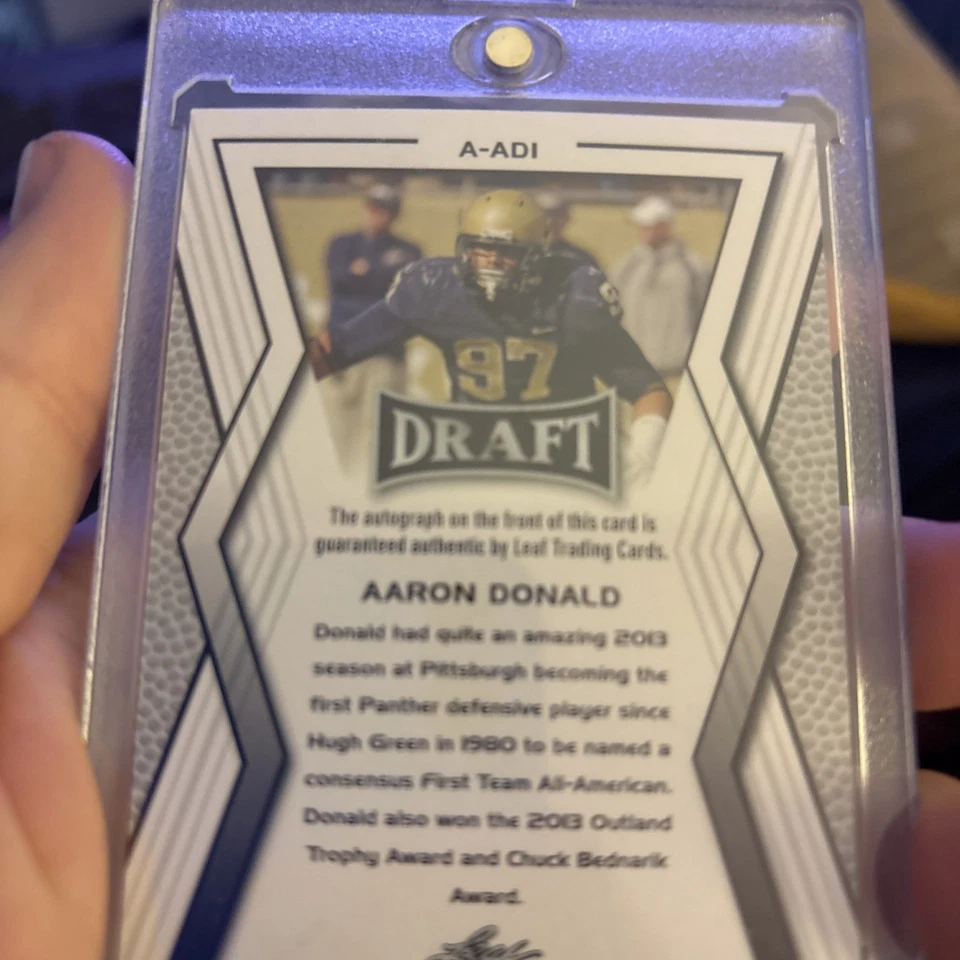 A-ADI
97
DRAFT
The autograph on the front of this card is
guaranteed authentic by Leaf Trading Cards.
AARON DONALD
Donald had quite an amazing 2013
season at Pittsburgh becoming the
first Panther defensive player since
Hugh Green in 1980 to be named a
consensus First Team All-American.
Donald also won the 2013 Outland
Trophy Award and Chuck Bednarik
Award.
Leaf